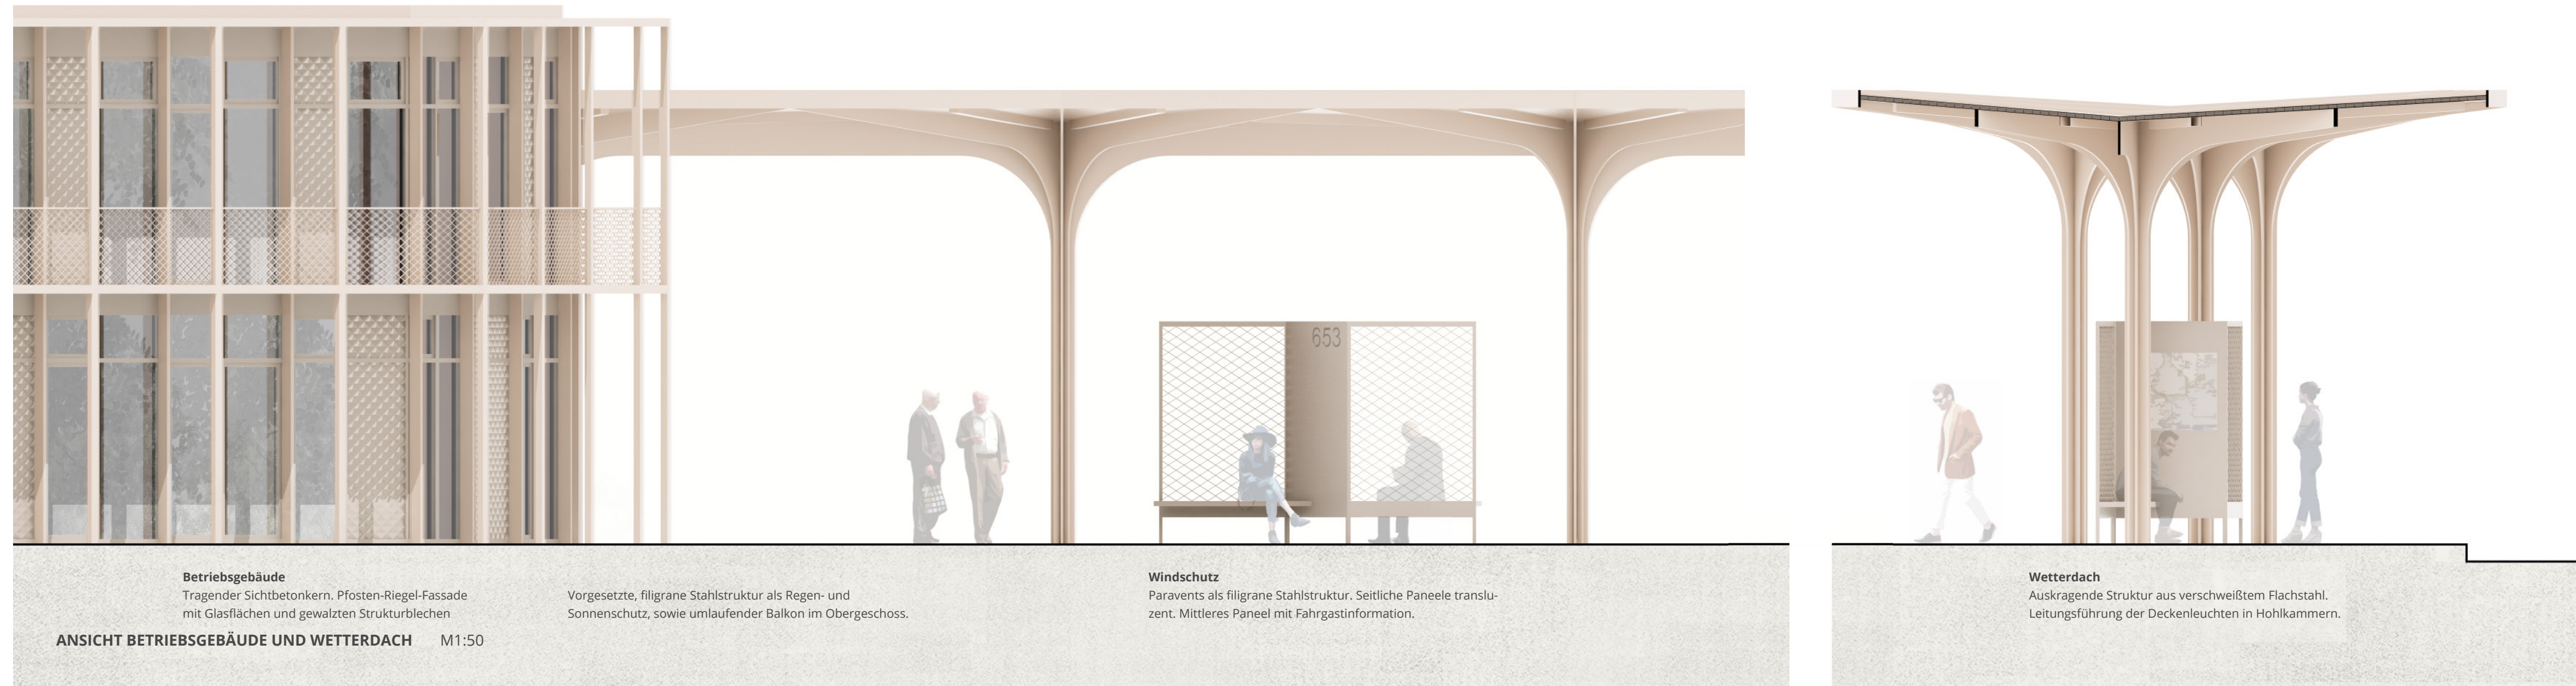 653
Betriebsgebäude
Tragender Sichtbetonkern. Pfosten-Riegel-Fassade
mit Glasflächen und gewalzten Strukturblechen
Vorgesetzte, filigrane Stahlstruktur als Regen- und
Sonnenschutz, sowie umlaufender Balkon im Obergeschoss.
Windschutz
Paravents als filigrane Stahlstruktur. Seitliche Paneele translu-
zent. Mittleres Paneel mit Fahrgastinformation.
Wetterdach
Auskragende Struktur aus verschweißtem Flachstahl.
Leitungsführung der Deckenleuchten in Hohlkammern.
ANSICHT BETRIEBSGEBÄUDE UND WETTERDACH M1:50